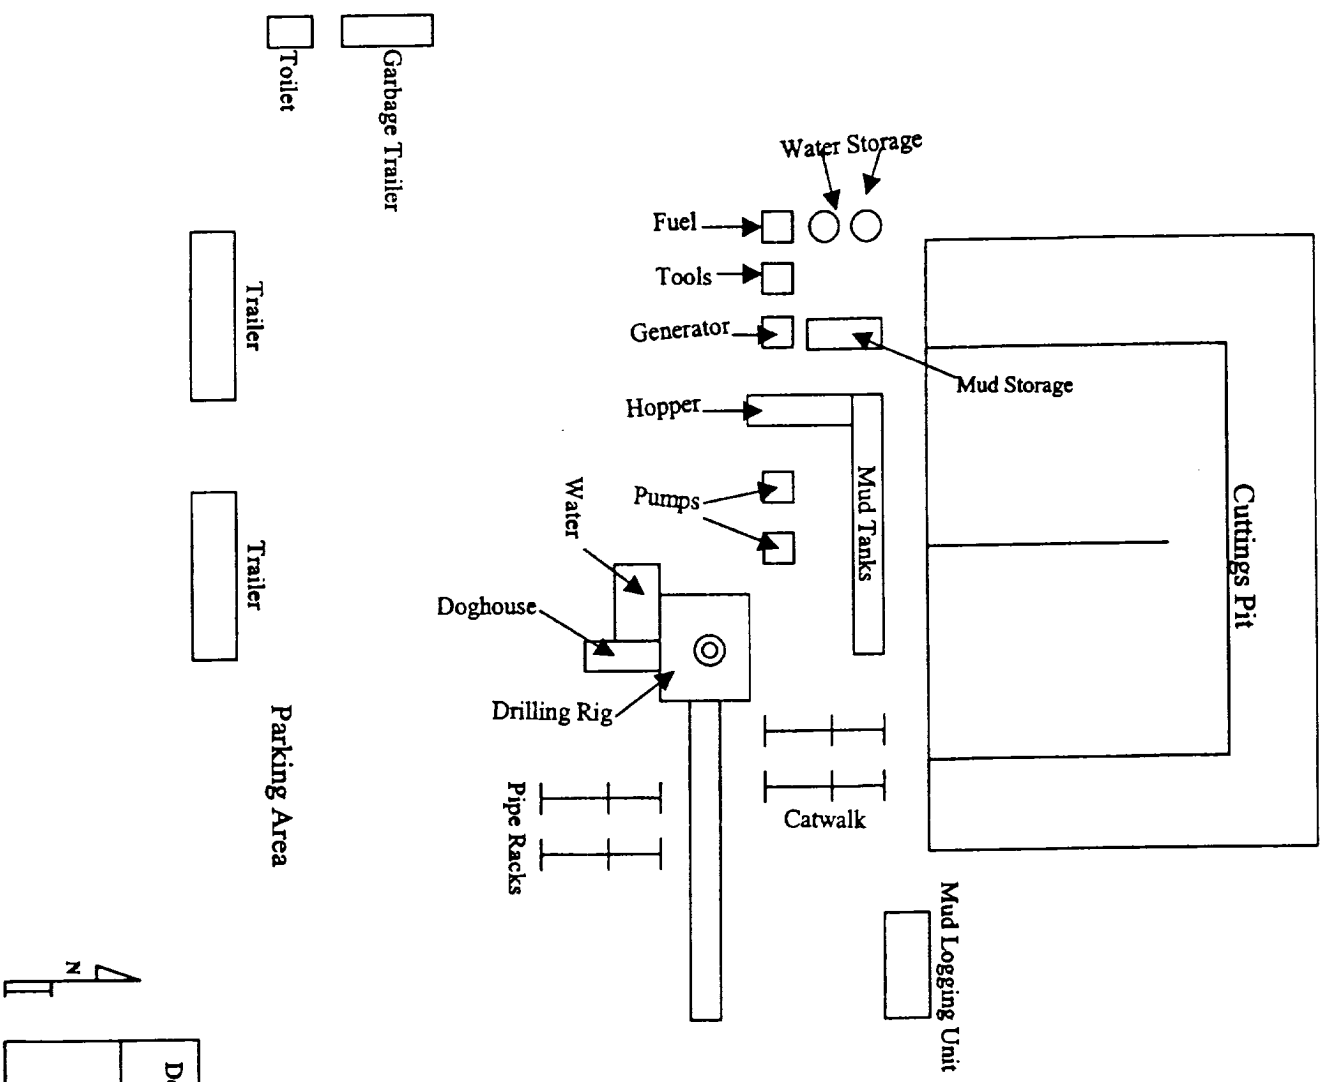 Toilet
Garbage Trailer
Water Storage
Fuel
Tools
Generator
Mud Storage
Hopper
Trailer
Mud Tanks
Pumps
Water
Cuttings Pit
Trailer
Doghouse
Drilling Rig
Parking Area
Pipe Racks
Catwalk
Mud Logging Unit
N